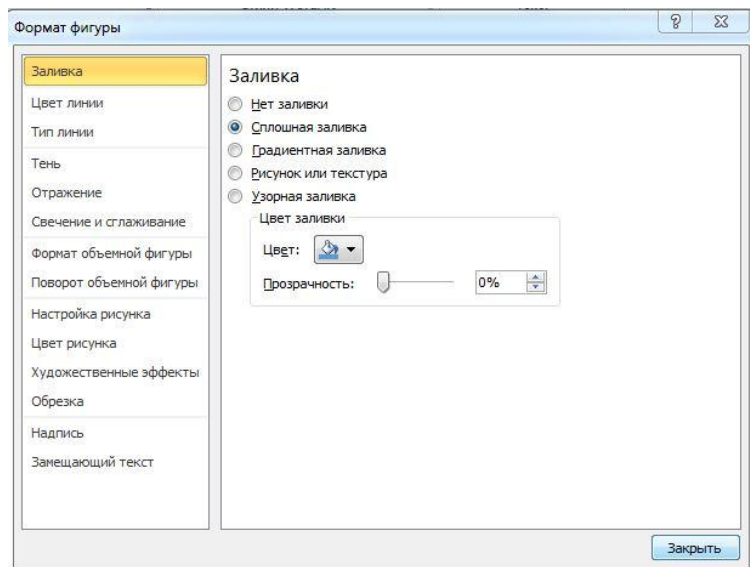 Формат фигуры
Заливка
Цвет линии
Тип линии
Тень
Отражение
Свечение и сглаживание
Формат объемной фигуры
Поворот объемной фигуры
Настройка рисунка
Цвет рисунка
Художественные эффекты
Обрезка
Надпись
Замещающий текст
Заливка
Нет заливки
Сплошная заливка
Градиентная заливка
Рисунок или текстура
Узорная заливка
Цвет заливки
Цвет:
Прозрачность: 0%
Закрыть